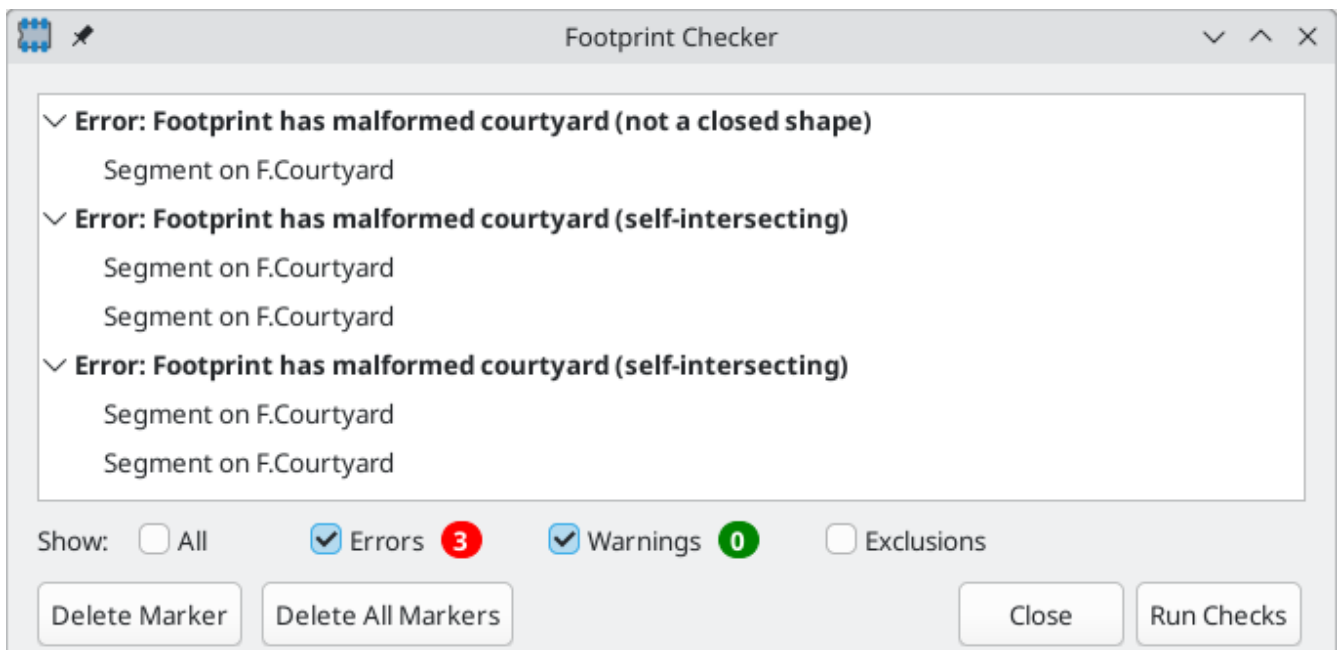 Footprint Checker
Error: Footprint has malformed courtyard (not a closed shape)
Segment on F.Courtyard
Error: Footprint has malformed courtyard (self-intersecting)
Segment on F.Courtyard
Segment on F.Courtyard
Error: Footprint has malformed courtyard (self-intersecting)
Segment on F.Courtyard
Segment on F.Courtyard
Show: All Errors 3 Warnings 0 Exclusions
Delete Marker Delete All Markers Close Run Checks